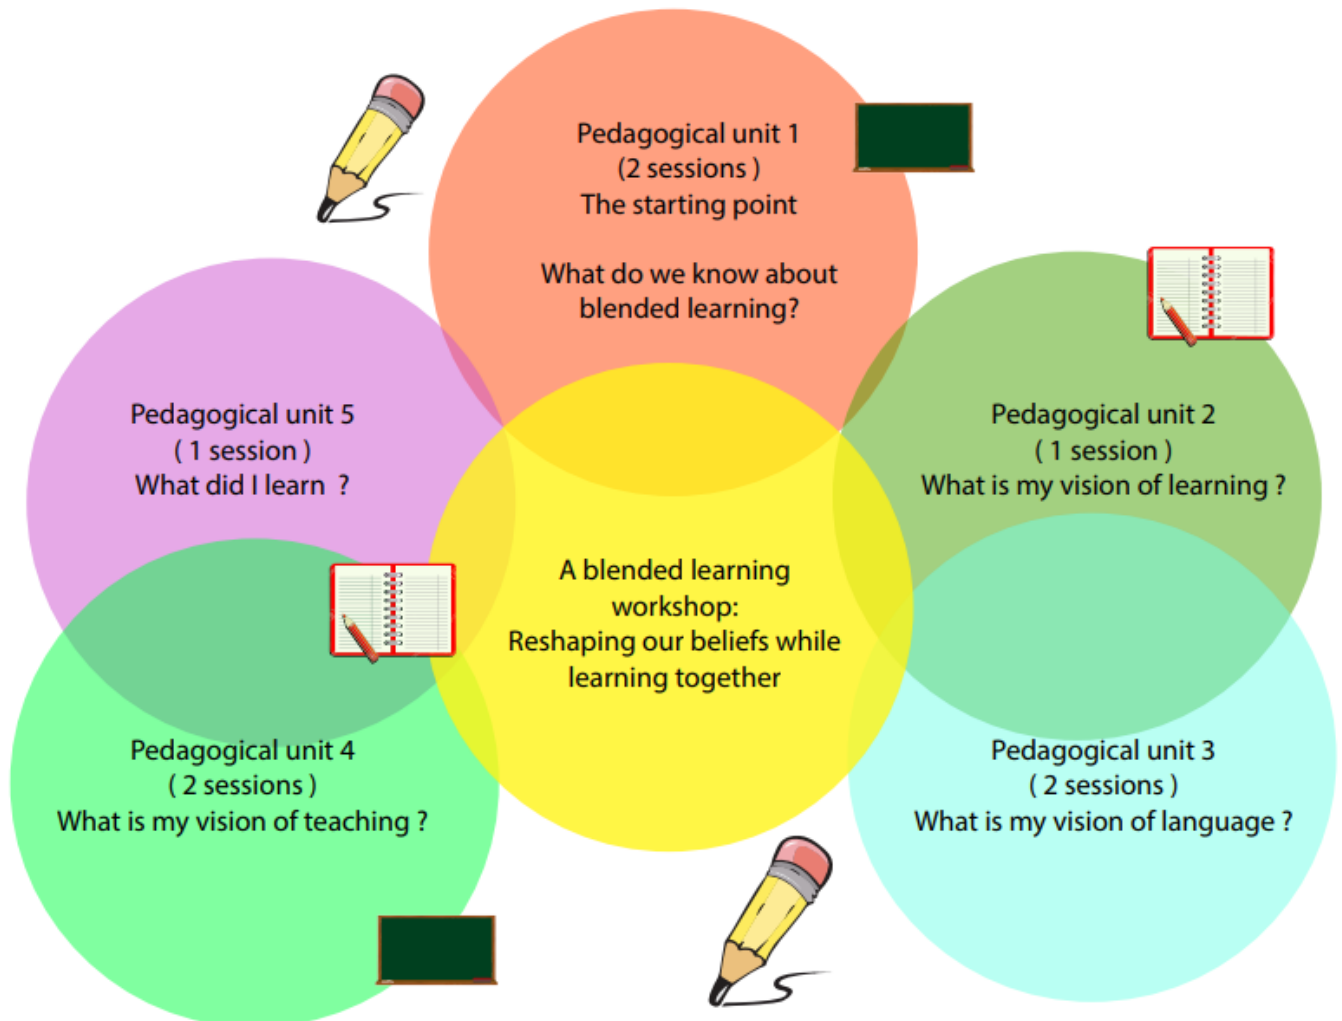 Pedagogical unit 1
(2 sessions )
The starting point
What do we know about
blended learning?
Pedagogical unit 5
( 1 session )
What did I learn  ?
Pedagogical unit 2
( 1 session )
What is my vision of learning ?
A blended learning
workshop:
Reshaping our beliefs while
learning together
Pedagogical unit 4
( 2 sessions )
What is my vision of teaching ?
Pedagogical unit 3
( 2 sessions )
What is my vision of language ?